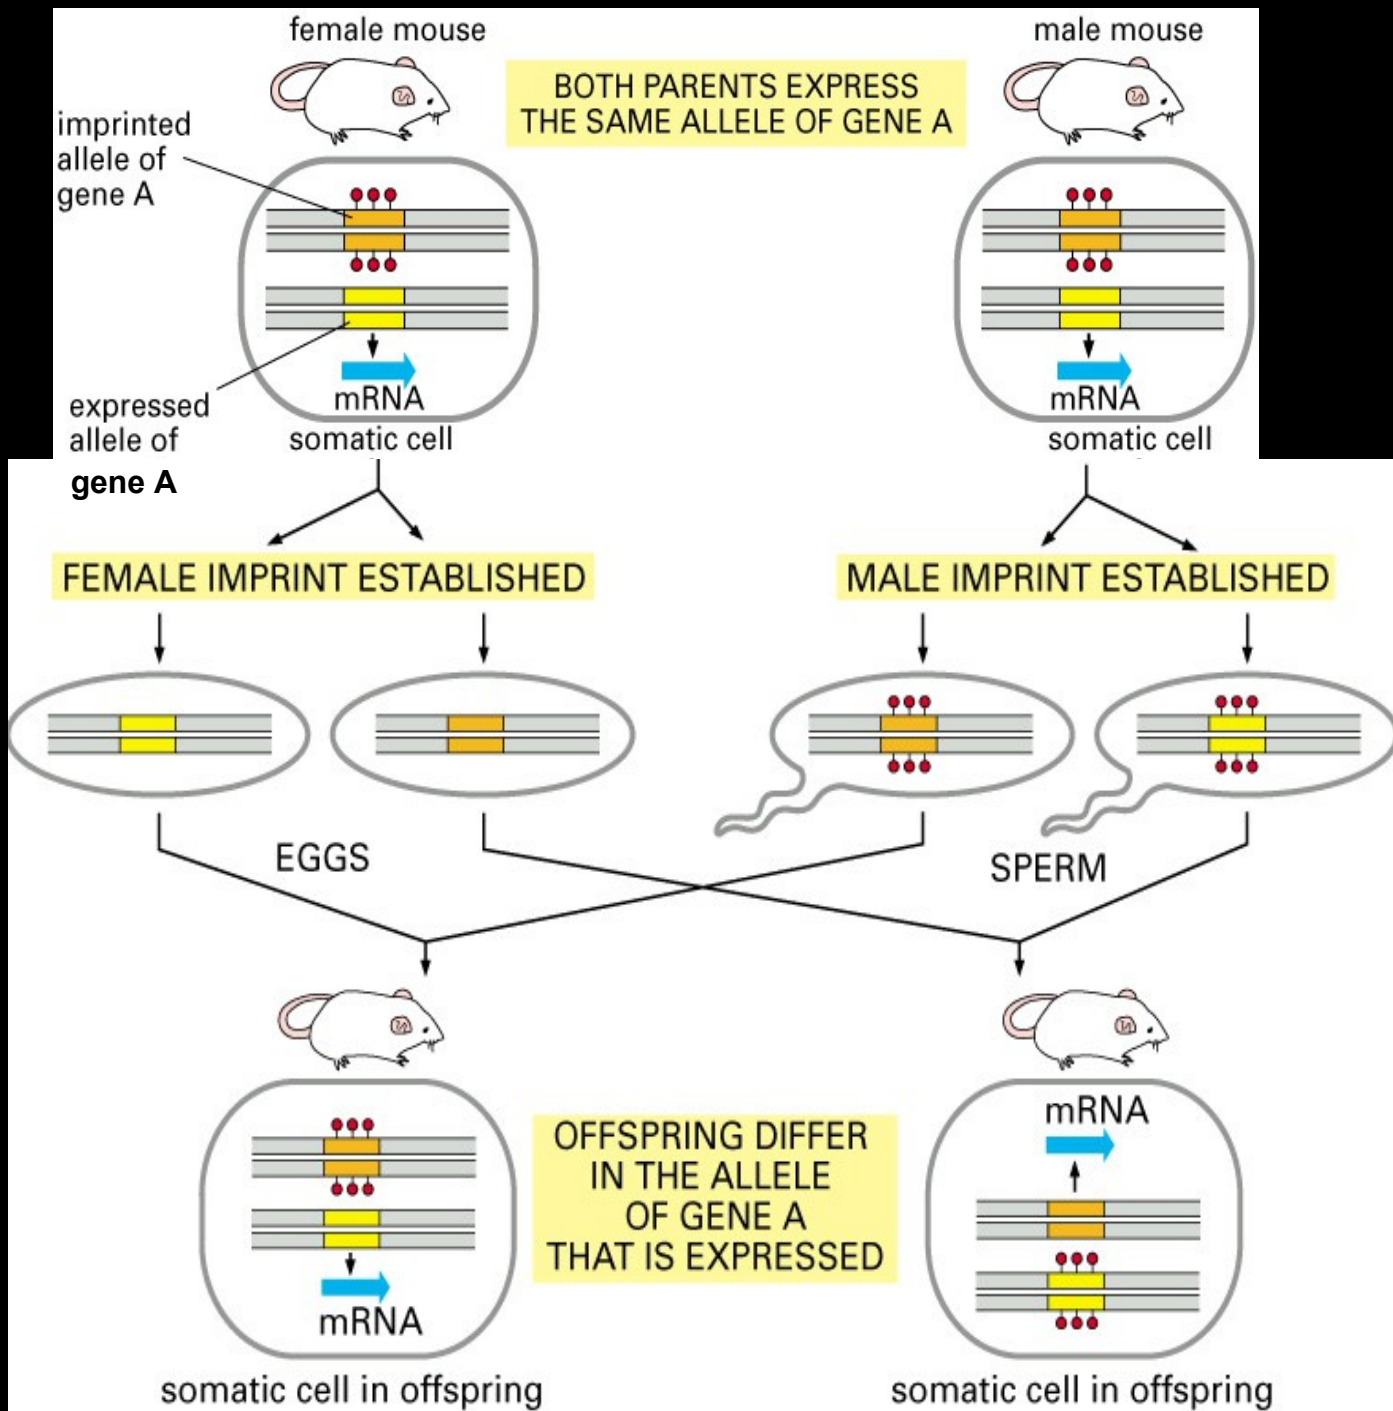 female mouse
male mouse
BOTH PARENTS EXPRESS
THE SAME ALLELE OF GENE A
imprinted
allele of
gene A
mRNA
mRNA
expressed
allele of
gene A
somatic cell
somatic cell
FEMALE IMPRINT ESTABLISHED
MALE IMPRINT ESTABLISHED
EGGS
SPERM
mRNA
OFFSPRING DIFFER
IN THE ALLELE
OF GENE A
THAT IS EXPRESSED
mRNA
somatic cell in offspring
somatic cell in offspring